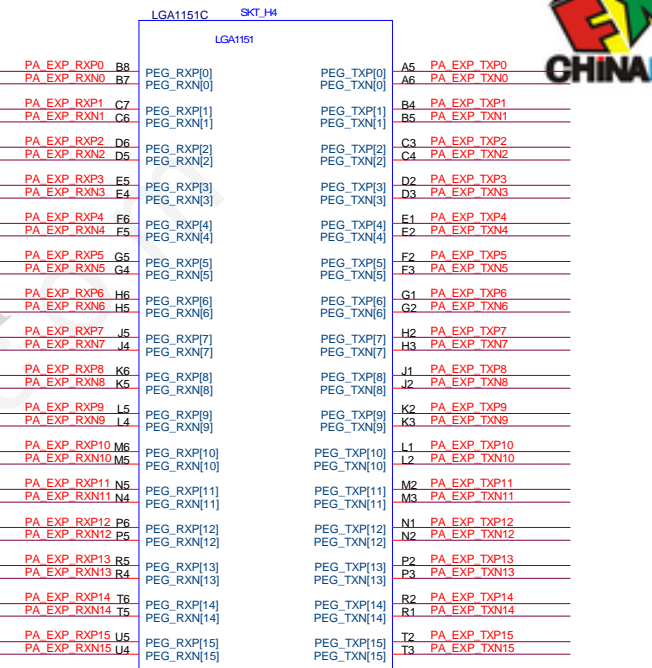 LGA1151C SKT_H4
LGA1151
CHiNA
PA_EXP_RXP0 B8 PEG_RXP[0] PEG_TXP[0] A5 PA_EXP_TXP0
PA_EXP_RXN0 B7 PEG_RXN[0] PEG_TXN[0] A6 PA_EXP_TXN0
PA_EXP_RXP1 C7 PEG_RXP[1] PEG_TXP[1] B4 PA_EXP_TXP1
PA_EXP_RXN1 C6 PEG_RXN[1] PEG_TXN[1] B5 PA_EXP_TXN1
PA_EXP_RXP2 D6 PEG_RXP[2] PEG_TXP[2] C3 PA_EXP_TXP2
PA_EXP_RXN2 D5 PEG_RXN[2] PEG_TXN[2] C4 PA_EXP_TXN2
PA_EXP_RXP3 E5 PEG_RXP[3] PEG_TXP[3] D2 PA_EXP_TXP3
PA_EXP_RXN3 E4 PEG_RXN[3] PEG_TXN[3] D3 PA_EXP_TXN3
PA_EXP_RXP4 F6 PEG_RXP[4] PEG_TXP[4] E1 PA_EXP_TXP4
PA_EXP_RXN4 F5 PEG_RXN[4] PEG_TXN[4] E2 PA_EXP_TXN4
PA_EXP_RXP5 G5 PEG_RXP[5] PEG_TXP[5] F2 PA_EXP_TXP5
PA_EXP_RXN5 G4 PEG_RXN[5] PEG_TXN[5] F3 PA_EXP_TXN5
PA_EXP_RXP6 H6 PEG_RXP[6] PEG_TXP[6] G1 PA_EXP_TXP6
PA_EXP_RXN6 H5 PEG_RXN[6] PEG_TXN[6] G2 PA_EXP_TXN6
PA_EXP_RXP7 J5 PEG_RXP[7] PEG_TXP[7] H2 PA_EXP_TXP7
PA_EXP_RXN7 J4 PEG_RXN[7] PEG_TXN[7] H3 PA_EXP_TXN7
PA_EXP_RXP8 K6 PEG_RXP[8] PEG_TXP[8] J1 PA_EXP_TXP8
PA_EXP_RXN8 K5 PEG_RXN[8] PEG_TXN[8] J2 PA_EXP_TXN8
PA_EXP_RXP9 L5 PEG_RXP[9] PEG_TXP[9] K2 PA_EXP_TXP9
PA_EXP_RXN9 L4 PEG_RXN[9] PEG_TXN[9] K3 PA_EXP_TXN9
PA_EXP_RXP10 M6 PEG_RXP[10] PEG_TXP[10] L1 PA_EXP_TXP10
PA_EXP_RXN10 M5 PEG_RXN[10] PEG_TXN[10] L2 PA_EXP_TXN10
PA_EXP_RXP11 N5 PEG_RXP[11] PEG_TXP[11] M2 PA_EXP_TXP11
PA_EXP_RXN11 N4 PEG_RXN[11] PEG_TXN[11] M3 PA_EXP_TXN11
PA_EXP_RXP12 P6 PEG_RXP[12] PEG_TXP[12] N1 PA_EXP_TXP12
PA_EXP_RXN12 P5 PEG_RXN[12] PEG_TXN[12] N2 PA_EXP_TXN12
PA_EXP_RXP13 R5 PEG_RXP[13] PEG_TXP[13] P2 PA_EXP_TXP13
PA_EXP_RXN13 R4 PEG_RXN[13] PEG_TXN[13] P3 PA_EXP_TXN13
PA_EXP_RXP14 T6 PEG_RXP[14] PEG_TXP[14] R2 PA_EXP_TXP14
PA_EXP_RXN14 T5 PEG_RXN[14] PEG_TXN[14] R1 PA_EXP_TXN14
PA_EXP_RXP15 U5 PEG_RXP[15] PEG_TXP[15] T2 PA_EXP_TXP15
PA_EXP_RXN15 U4 PEG_RXN[15] PEG_TXN[15] T3 PA_EXP_TXN15